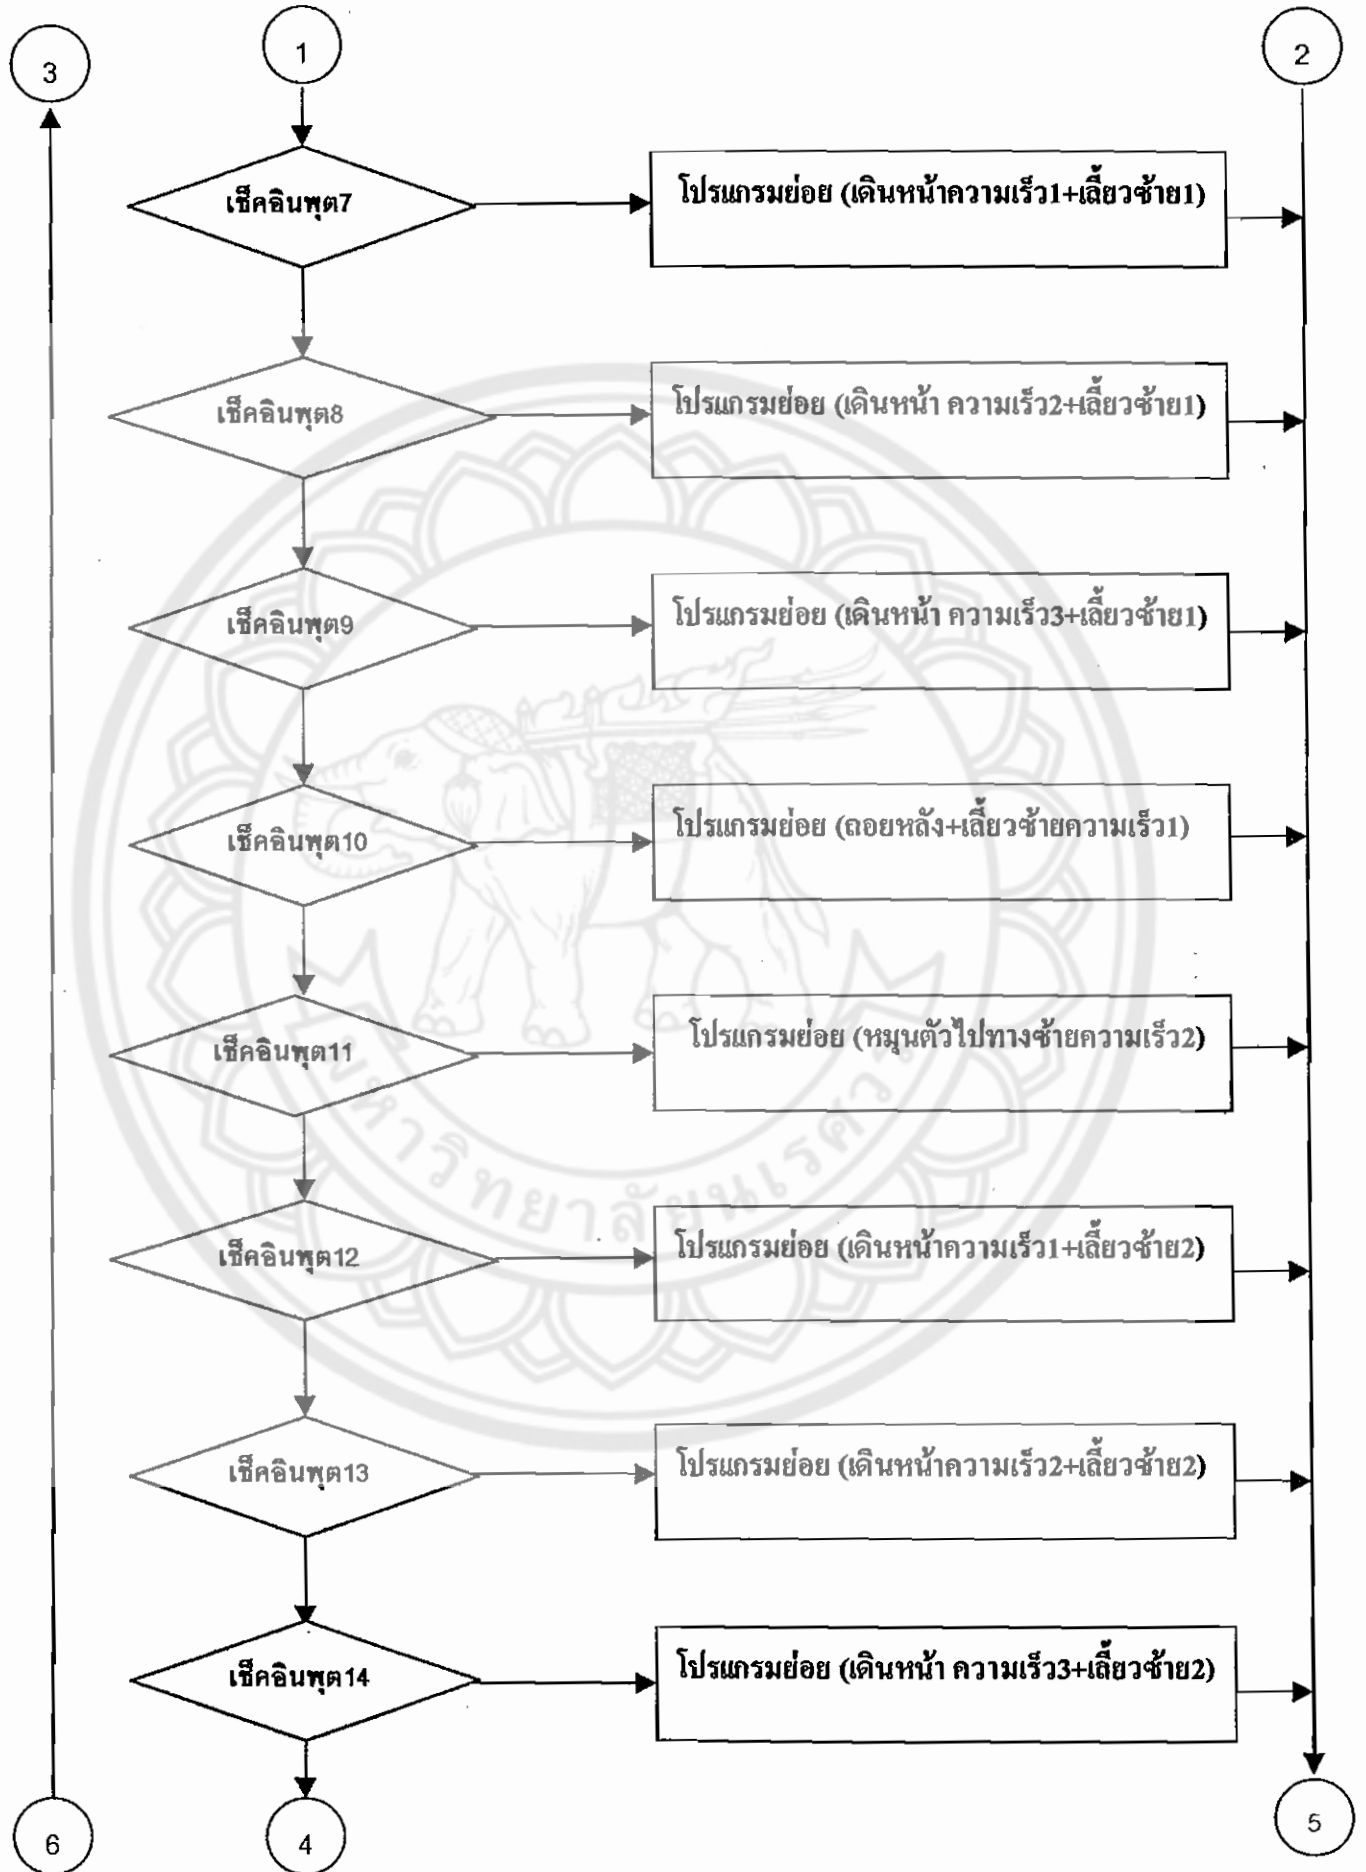 3
1
2
เช็คอินพุต7
โปรแกรมย่อย (เดินหน้าความเร็ว1+เลี้ยวซ้าย1)
เช็คอินพุต8
โปรแกรมย่อย (เดินหน้า ความเร็ว2+เลี้ยวซ้าย1)
เช็คอินพุต9
โปรแกรมย่อย (เดินหน้า ความเร็ว3+เลี้ยวซ้าย1)
เช็คอินพุต10
โปรแกรมย่อย (ถอยหลัง+เลี้ยวซ้ายความเร็ว1)
เช็คอินพุต11
โปรแกรมย่อย (หมุนตัวไปทางซ้ายความเร็ว2)
มหาวิทยาลัยนเรศวร
เช็คอินพุต12
โปรแกรมย่อย (เดินหน้าความเร็ว1+เลี้ยวซ้าย2)
เช็คอินพุต13
โปรแกรมย่อย (เดินหน้าความเร็ว2+เลี้ยวซ้าย2)
เช็คอินพุต14
โปรแกรมย่อย (เดินหน้า ความเร็ว3+เลี้ยวซ้าย2)
6
4
5